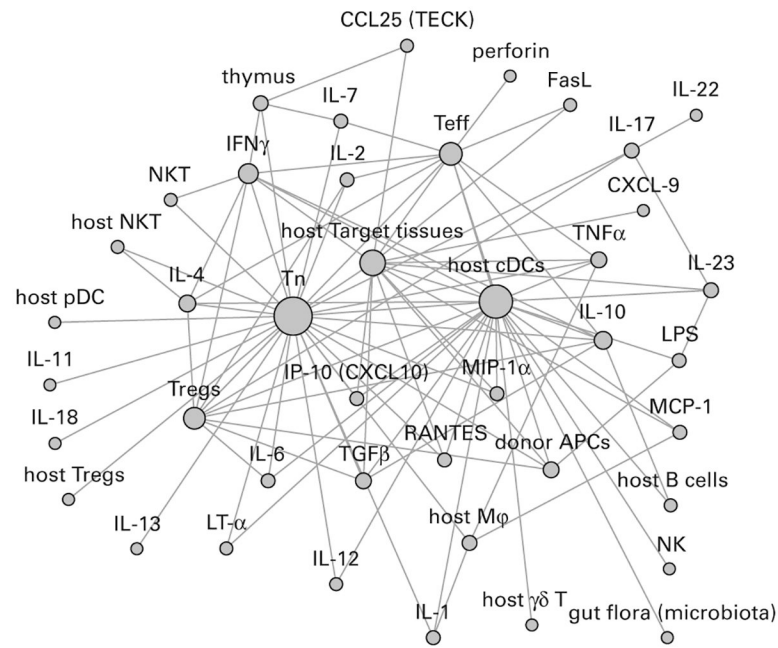 CCL25 (TECK)
perforin
thymus
FasL
IL-7
IL-22
Teff
IL-17
IFNγ
IL-2
NKT
CXCL-9
host NKT
host Target tissues
TNFα
IL-4
Tn
host cDCs
IL-23
host pDC
IL-10
LPS
IL-11
IP-10 (CXCL10)
MIP-1α
Tregs
MCP-1
IL-18
RANTES
donor APCs
host Tregs
IL-6
TGFβ
host B cells
IL-13
LT-α
host Mφ
IL-12
NK
IL-1
host γδ T
gut flora (microbiota)